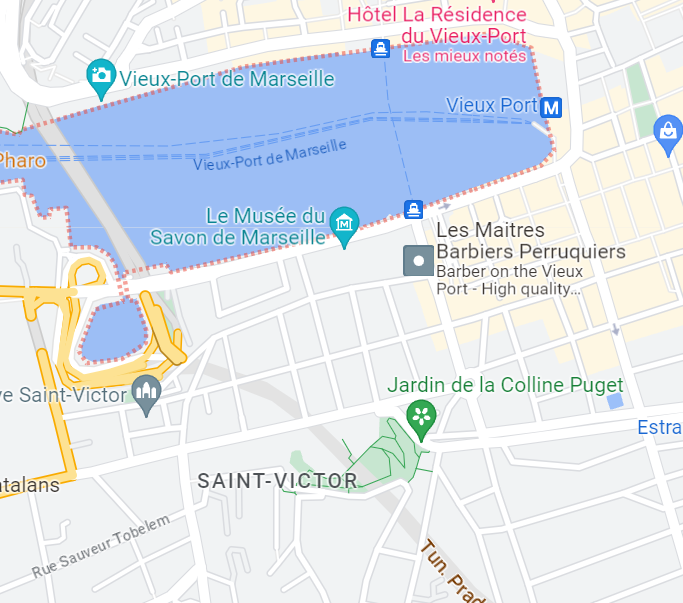 Hôtel La Résidence
du Vieux-Port
Les mieux notés
Vieux-Port de Marseille
Vieux Port
M
Pharo
Vieux-Port de Marseille
Le Musée du
Savon de Marseille
Les Maitres
Barbiers Perruquiers
Barber on the Vieux
Port - High quality...
Jardin de la Colline Puget
ye Saint-Victor
Estra
SAINT-VICTOR
atalans
Rue Sauveur Tobelem
Tun. Prad